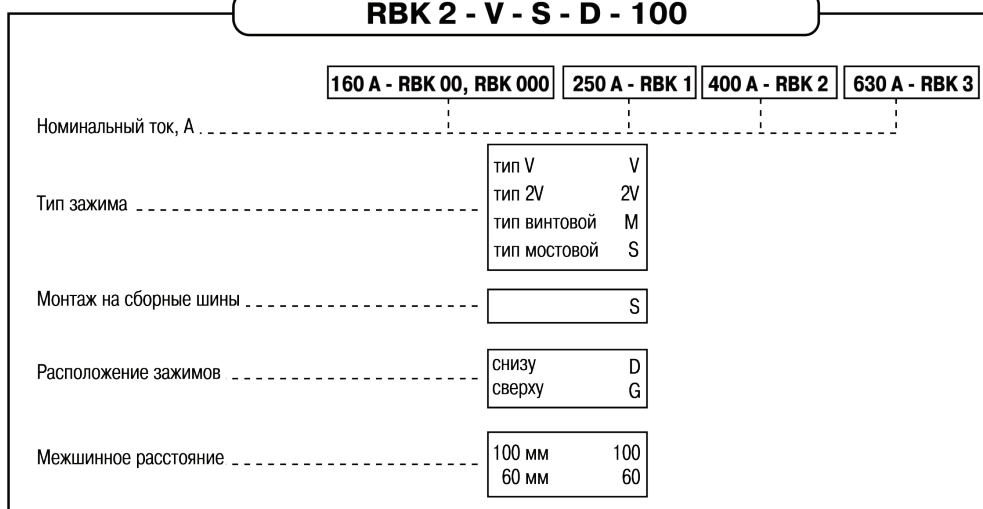 RBK 2 - V - S - D - 100
160 А - RBK 00, RBK 000 250 А - RBK 1 400 А - RBK 2 630 А - RBK 3
Номинальный ток, А
тип V V
тип 2V 2V
Тип зажима
тип винтовой M
тип мостовой S
Монтаж на сборные шины S
снизу D
Расположение зажимов
сверху G
100 мм 100
Межшинное расстояние
60 мм 60